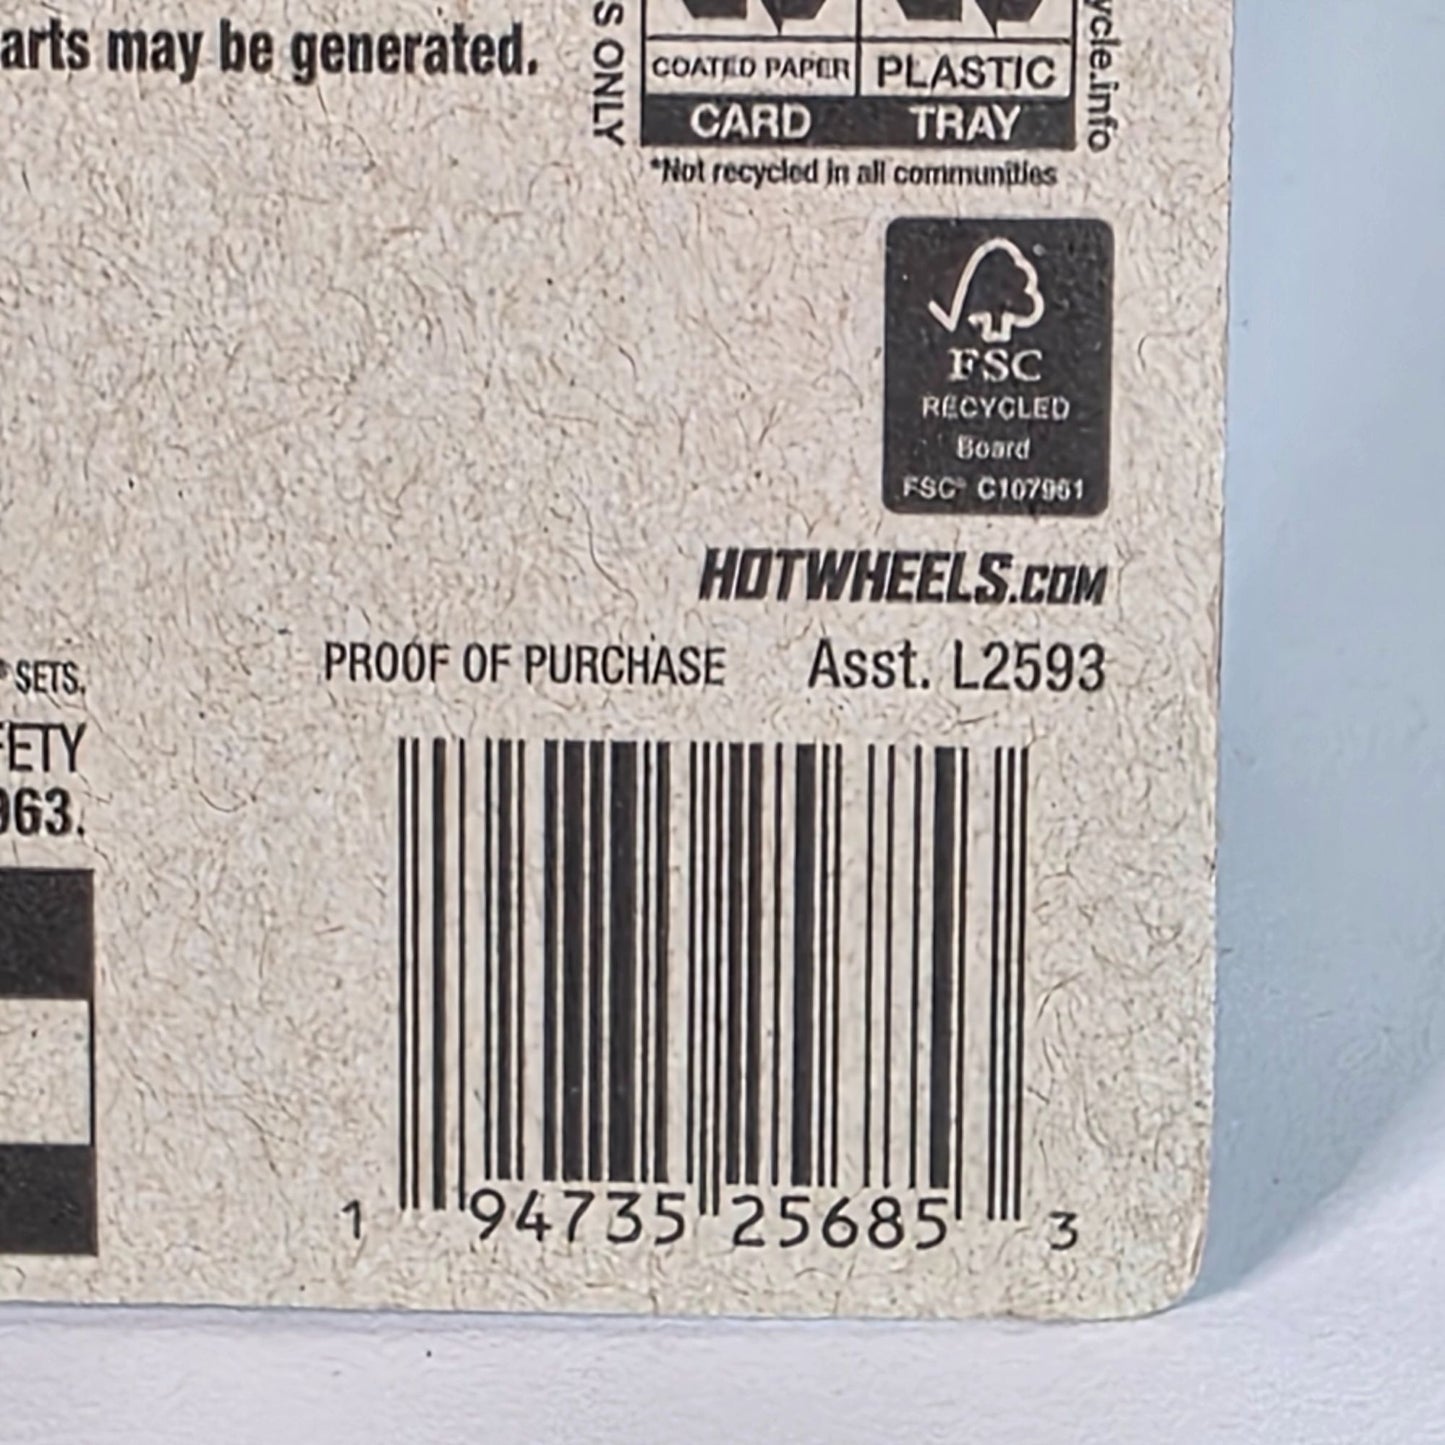 arts may be generated.
S ONLY
COATED PAPER
PLASTIC
CARD
TRAY
ycle.info
*Not recycled in all communities
FSC
RECYCLED
Board
FSC® C107961
HOTWHEELS.COM
PROOF OF PURCHASE Asst. L2593
® SETS.
FETY
963.
1 94735 25685 3